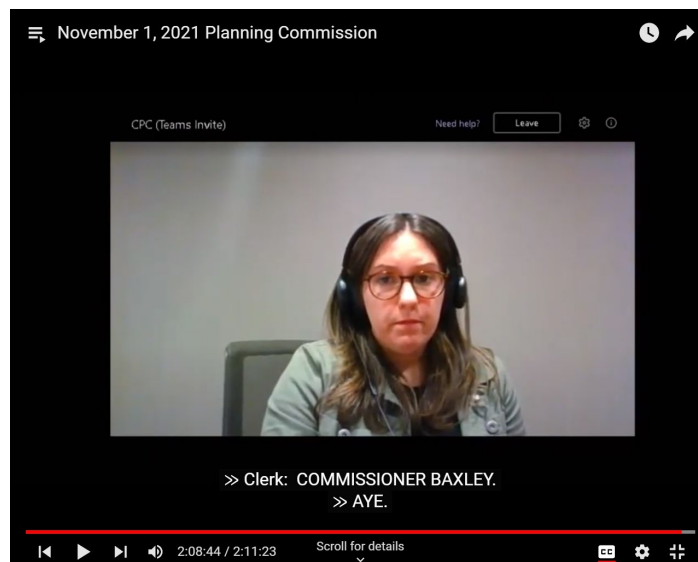 November 1, 2021 Planning Commission
CPC (Teams Invite)
Need help?
Leave
>> Clerk: COMMISSIONER BAXLEY.
>> AYE.
2:08:44 / 2:11:23
Scroll for details
CC